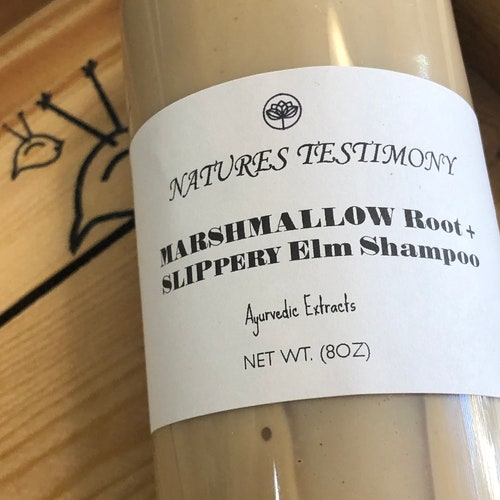 NATURES TESTIMONY
MARSHMALLOW Root +
SLIPPERY Elm Shampoo
Ayurvedic Extracts
NET WT. (8OZ)